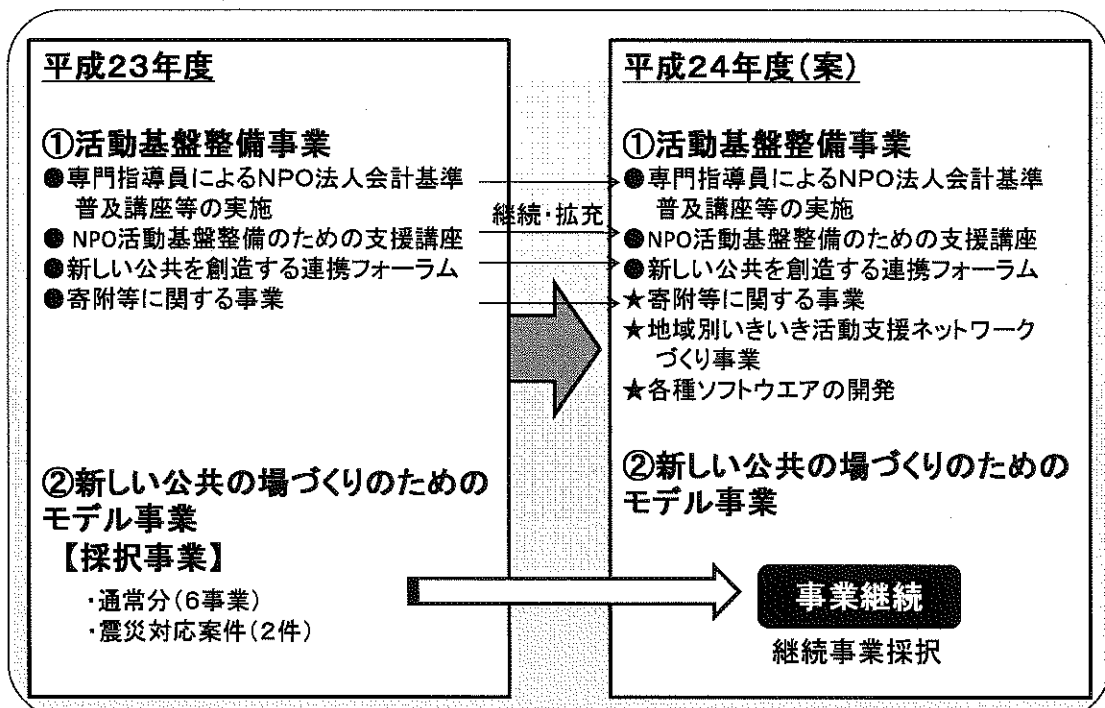 平成23年度
①活動基盤整備事業
●専門指導員によるNPO法人会計基準
普及講座等の実施
● NPO活動基盤整備のための支援講座
●新しい公共を創造する連携フォーラム
●寄附等に関する事業
②新しい公共の場づくりのための
モデル事業
【採択事業】
・通常分(6事業)
・震災対応案件(2件)
継続・拡充
平成24年度(案)
①活動基盤整備事業
●専門指導員によるNPO法人会計基準
普及講座等の実施
●NPO活動基盤整備のための支援講座
●新しい公共を創造する連携フォーラム
★寄附等に関する事業
★地域別いきいき活動支援ネットワーク
づくり事業
★各種ソフトウエアの開発
②新しい公共の場づくりのための
モデル事業
事業継続
継続事業採択